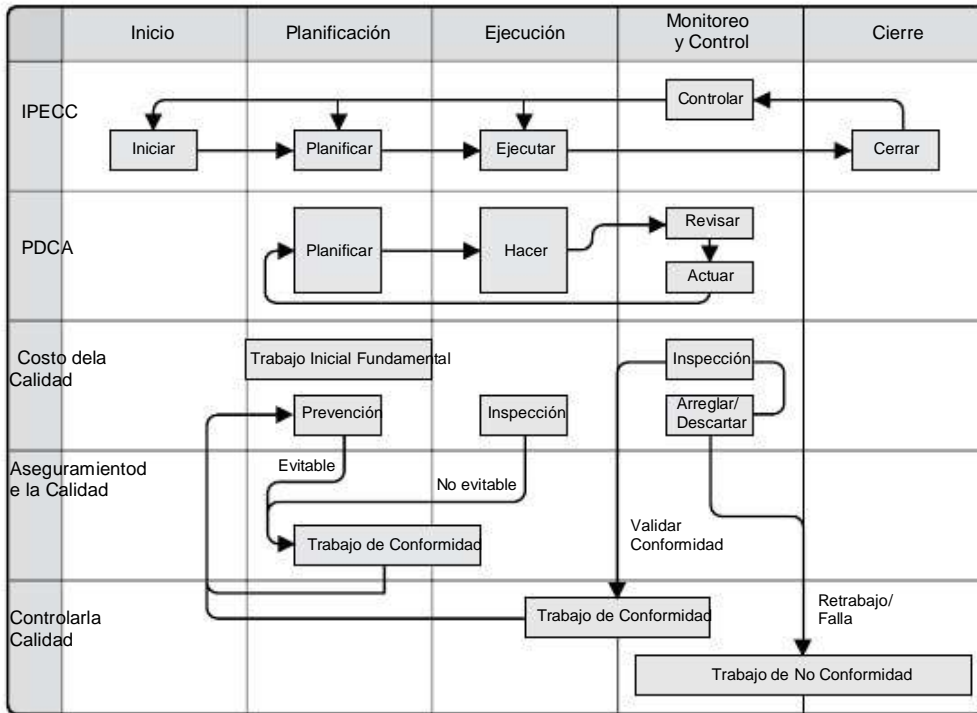 Inicio
Planificación
Ejecución
Monitoreo
y Control
Cierre
IPECC
Controlar
Iniciar
Planificar
Ejecutar
Cerrar
PDCA
Planificar
Hacer
Revisar
Actuar
Costo dela
Calidad
Trabajo Inicial Fundamental
Inspección
Prevención
Inspección
Arreglar/
Descartar
Aseguramientod
e la Calidad
Evitable
No evitable
Trabajo de Conformidad
Validar
Conformidad
Controlarla
Calidad
Trabajo de Conformidad
Retrabajo/
Falla
Trabajo de No Conformidad